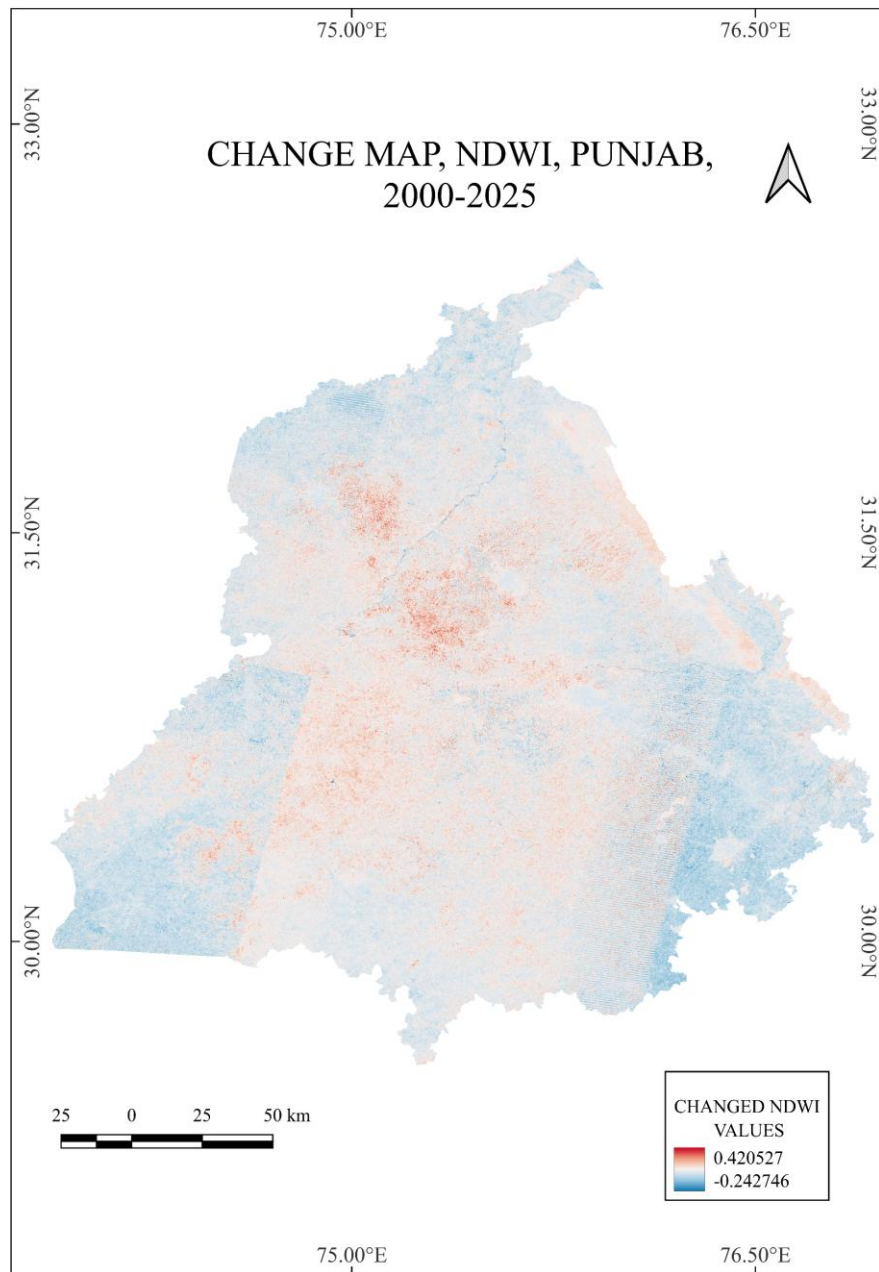 75.00°E 76.50°E
33.00°N 33.00°N
CHANGE MAP, NDWI, PUNJAB,
2000-2025
31.50°N 31.50°N
30.00°N 30.00°N
25 0 25 50 km
CHANGED NDWI
VALUES
0.420527
-0.242746
75.00°E 76.50°E